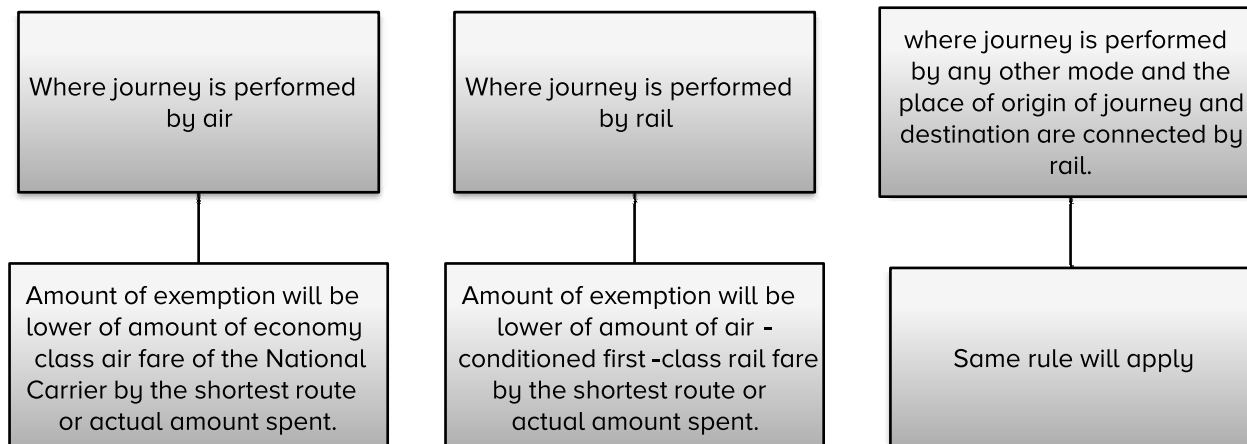 Where journey is performed
by air
Where journey is performed
by rail
where journey is performed
by any other mode and the
place of origin of journey and
destination are connected by
rail.
Amount of exemption will be
lower of amount of economy
class air fare of the National
Carrier by the shortest route
or actual amount spent.
Amount of exemption will be
lower of amount of air -
conditioned first -class rail fare
by the shortest route or
actual amount spent.
Same rule will apply